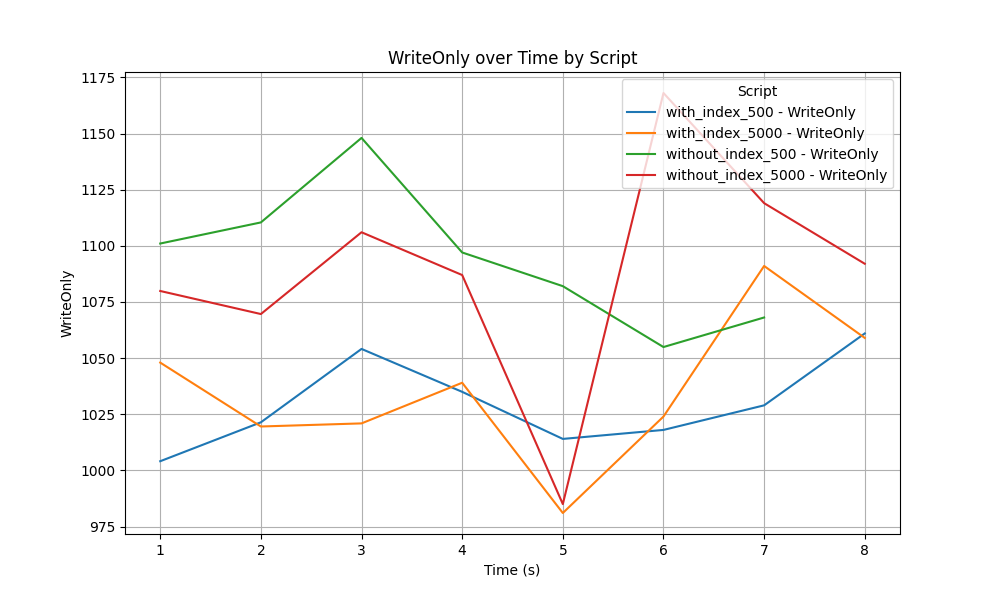 WriteOnly over Time by Script
WriteOnly
1175
1150
1125
1100
1075
1050
1025
1000
975
Script
with_index_500 - WriteOnly
with_index_5000 - WriteOnly
without_index_500 - WriteOnly
without_index_5000 - WriteOnly
1 2 3 4 5 6 7 8
Time (s)